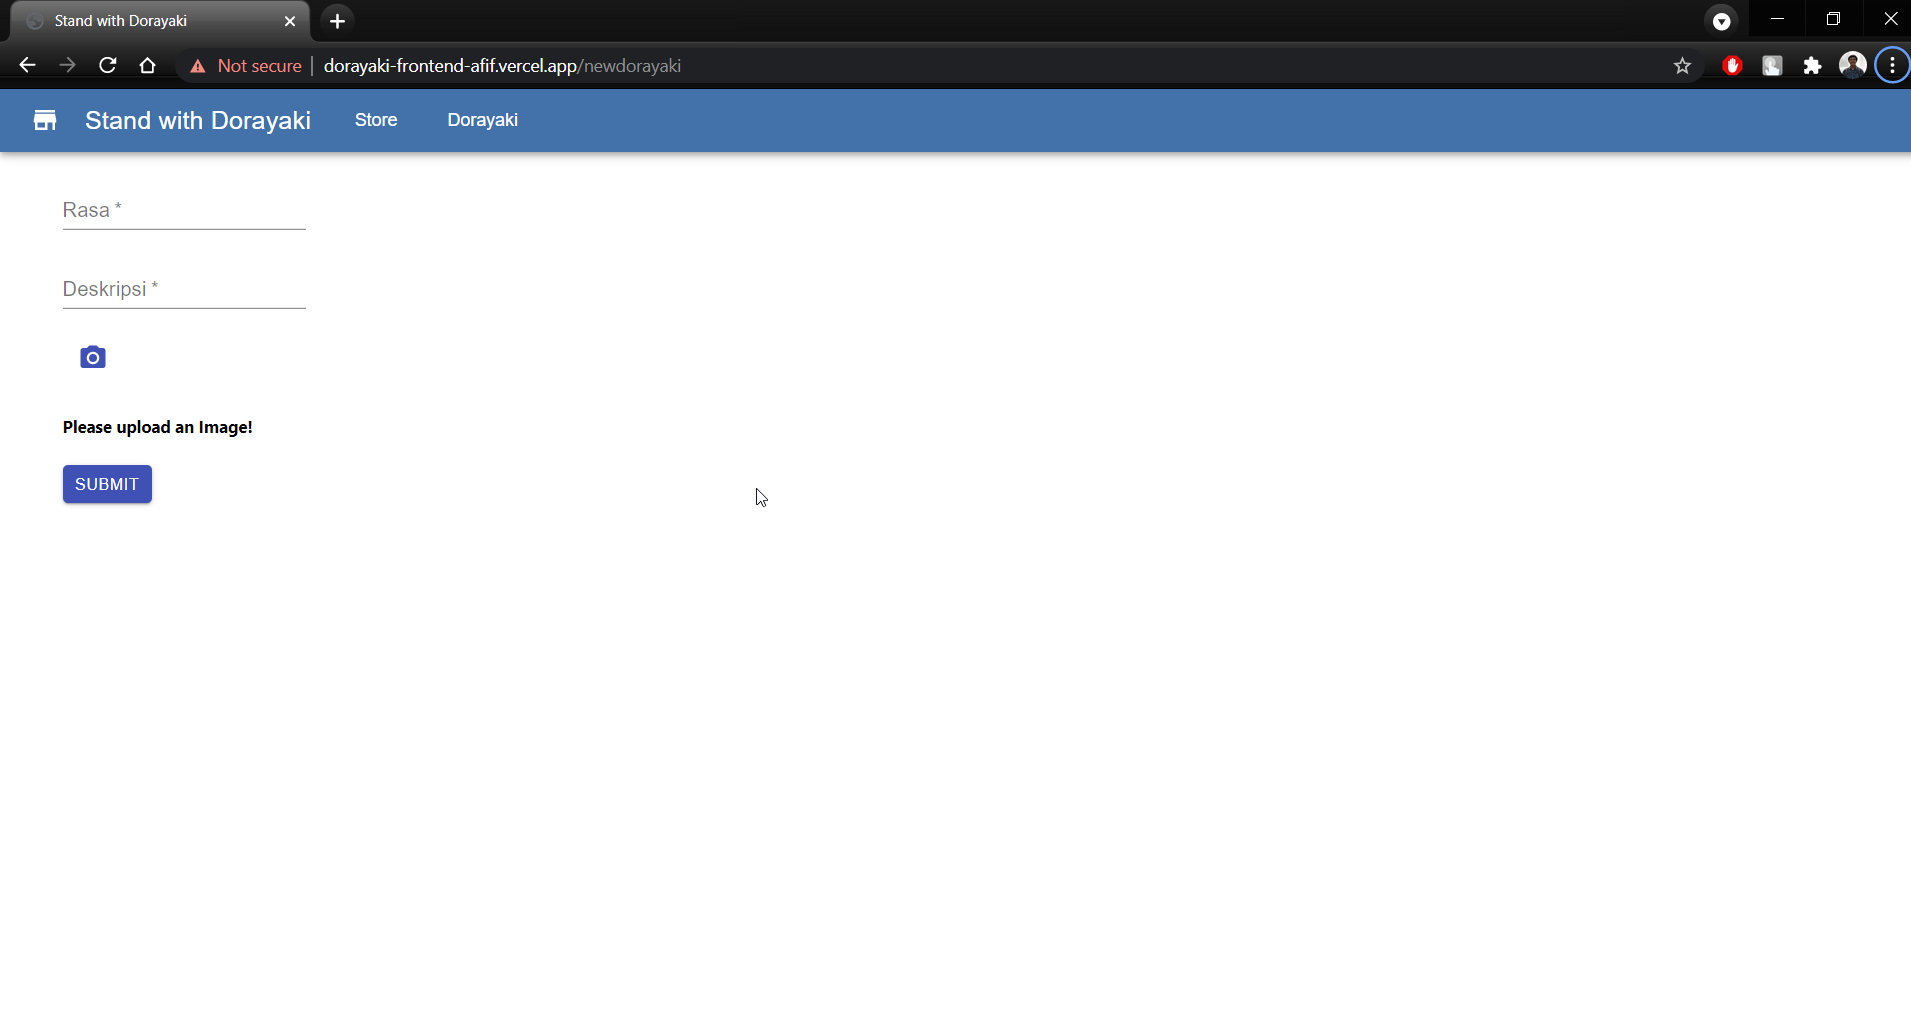 Stand with Dorayaki
Not secure
dorayaki-frontend-afif.vercel.app/newdorayaki
Stand with Dorayaki
Store
Dorayaki
Rasa *
Deskripsi *
Please upload an Image!
SUBMIT